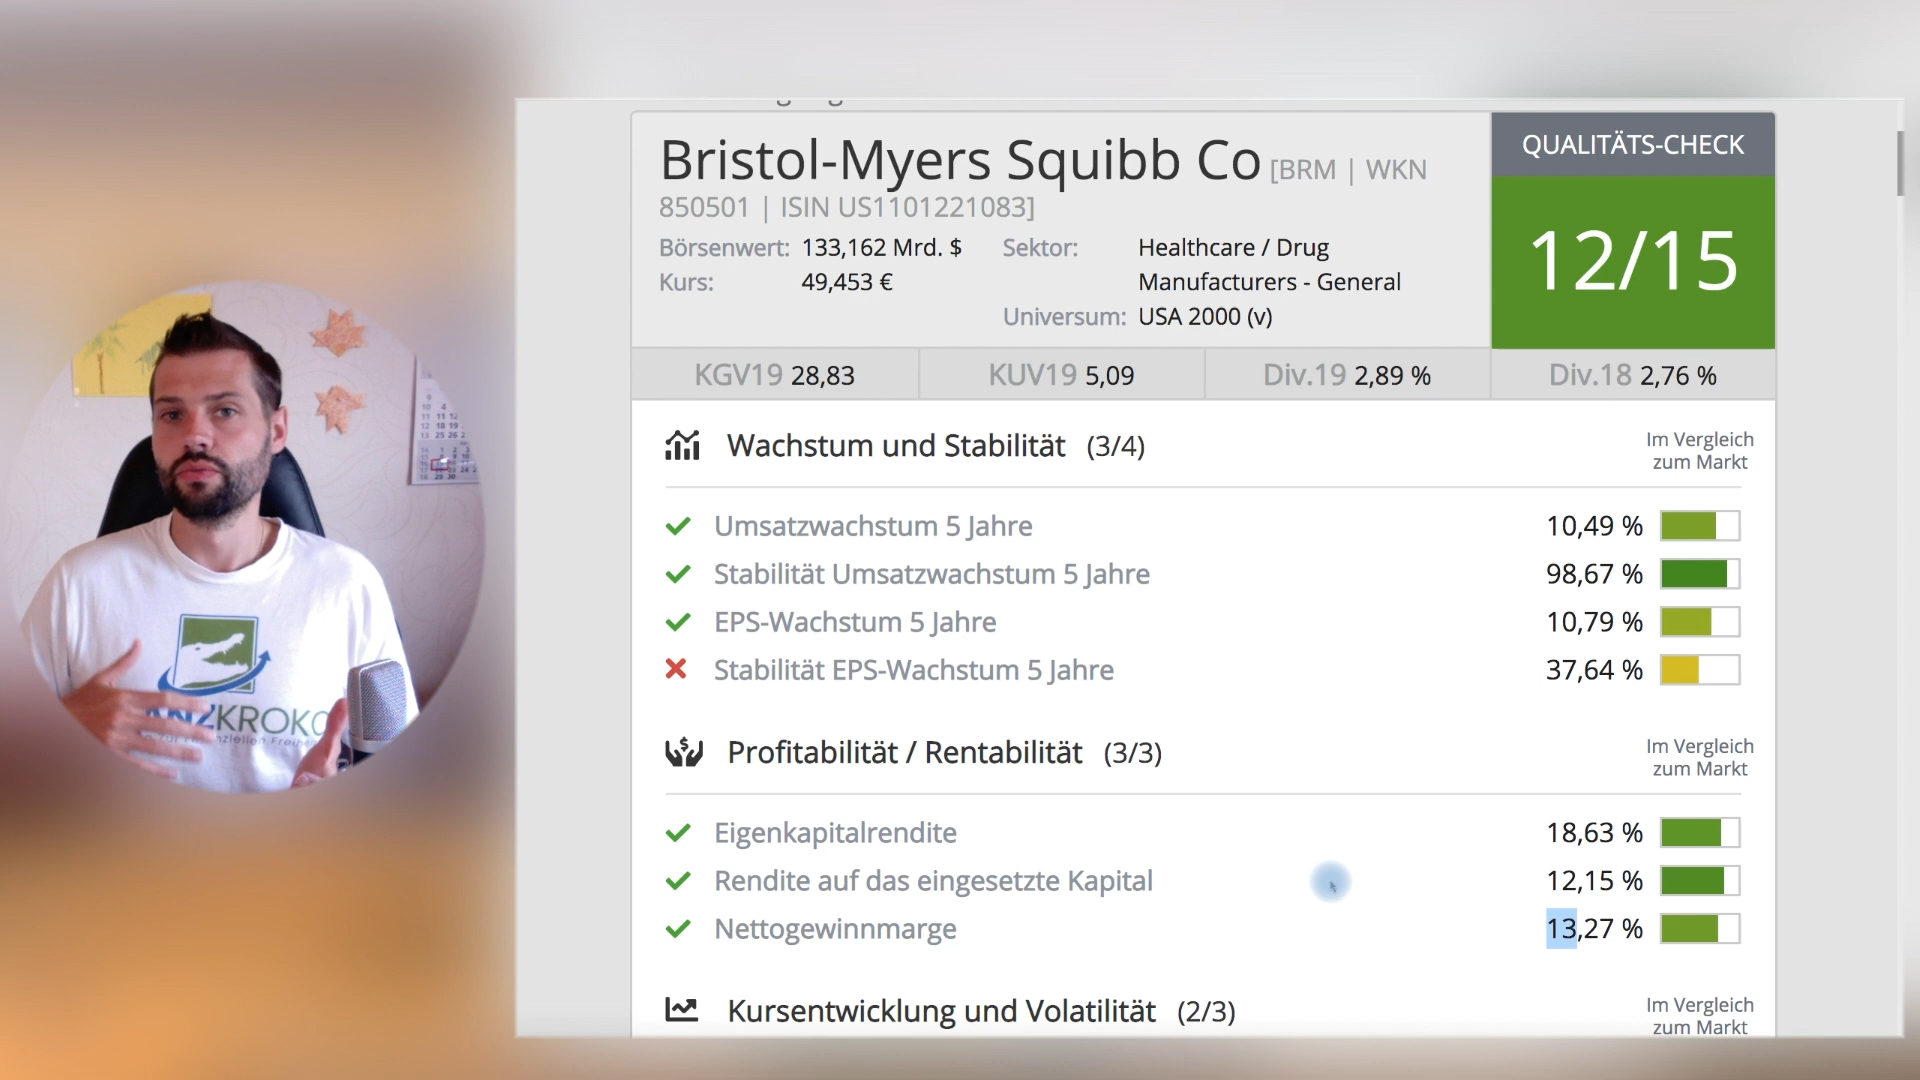 Bristol-Myers Squibb Co [BRM | WKN
850501 | ISIN US1101221083]
Börsenwert: 133,162 Mrd. $
Kurs: 49,453 €
Sektor: Healthcare / Drug
Manufacturers - General
Universum: USA 2000 (v)
QUALITÄTS-CHECK
12/15
KGV19 28,83
KUV19 5,09
Div.19 2,89 %
Div.18 2,76 %
Wachstum und Stabilität (3/4)
Im Vergleich
zum Markt
Umsatzwachstum 5 Jahre 10,49 %
Stabilität Umsatzwachstum 5 Jahre 98,67 %
EPS-Wachstum 5 Jahre 10,79 %
Stabilität EPS-Wachstum 5 Jahre 37,64 %
Profitabilität / Rentabilität (3/3)
Im Vergleich
zum Markt
Eigenkapitalrendite 18,63 %
Rendite auf das eingesetzte Kapital 12,15 %
Nettogewinnmarge 13,27 %
Kursentwicklung und Volatilität (2/3)
Im Vergleich
zum Markt